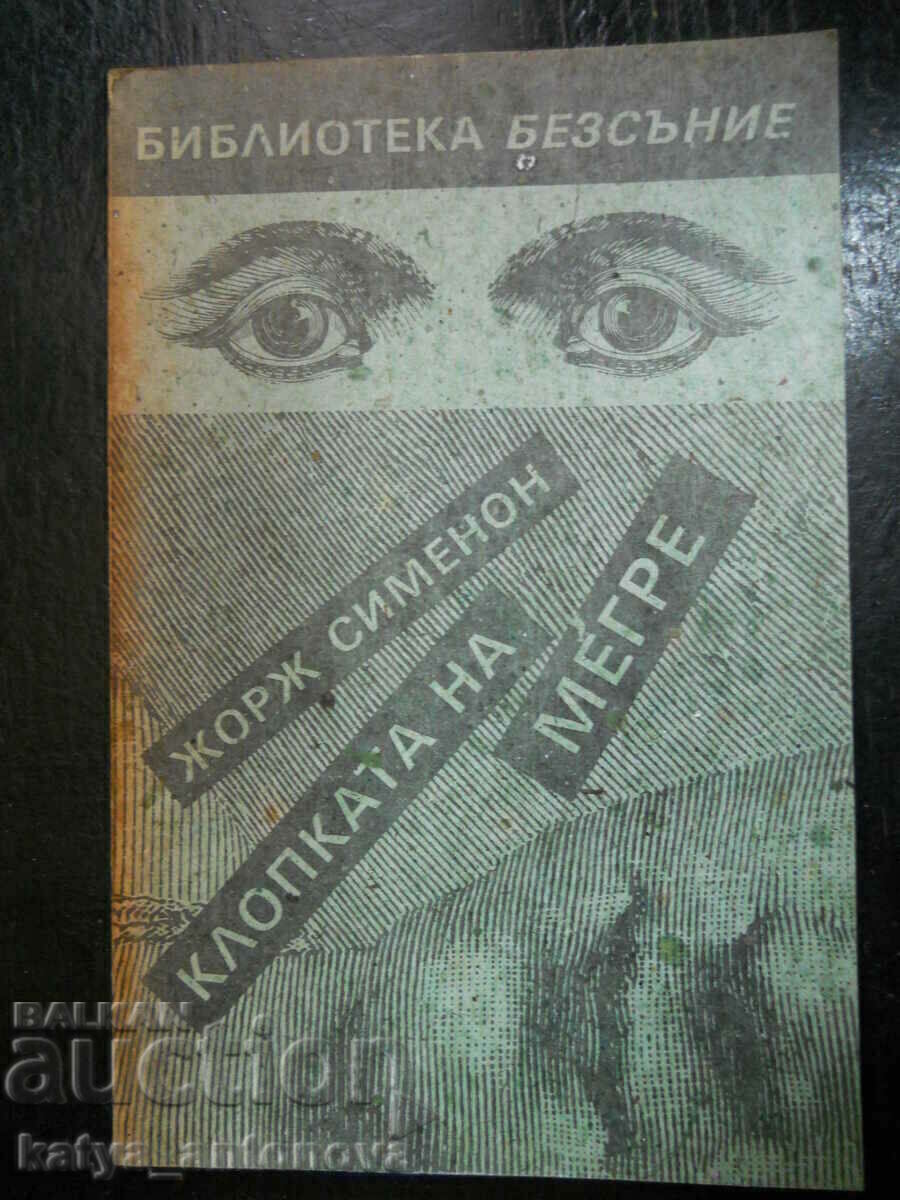 БИБЛИОТЕКА БЕЗСЪНИЕ
ЖОРЖ СИМЕНОН
КЛОПКАТА НА
МЕГРЕ
BALKAN
auction
katya_antonova